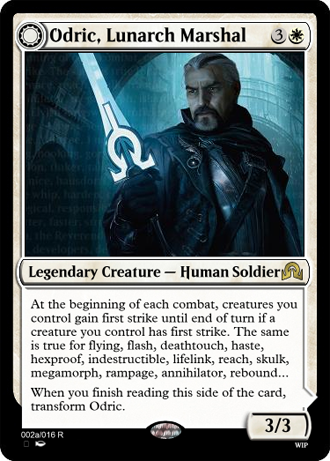 Odric, Lunarch Marshal 3
Legendary Creature — Human Soldier
At the beginning of each combat, creatures you
control gain first strike until end of turn if a
creature you control has first strike. The same
is true for flying, flash, deathtouch, haste,
hexproof, indestructible, lifelink, reach, skulk,
megamorph, rampage, annihilator, rebound...
When you finish reading this side of the card,
transform Odric.
3/3
002a/016 R
WIP